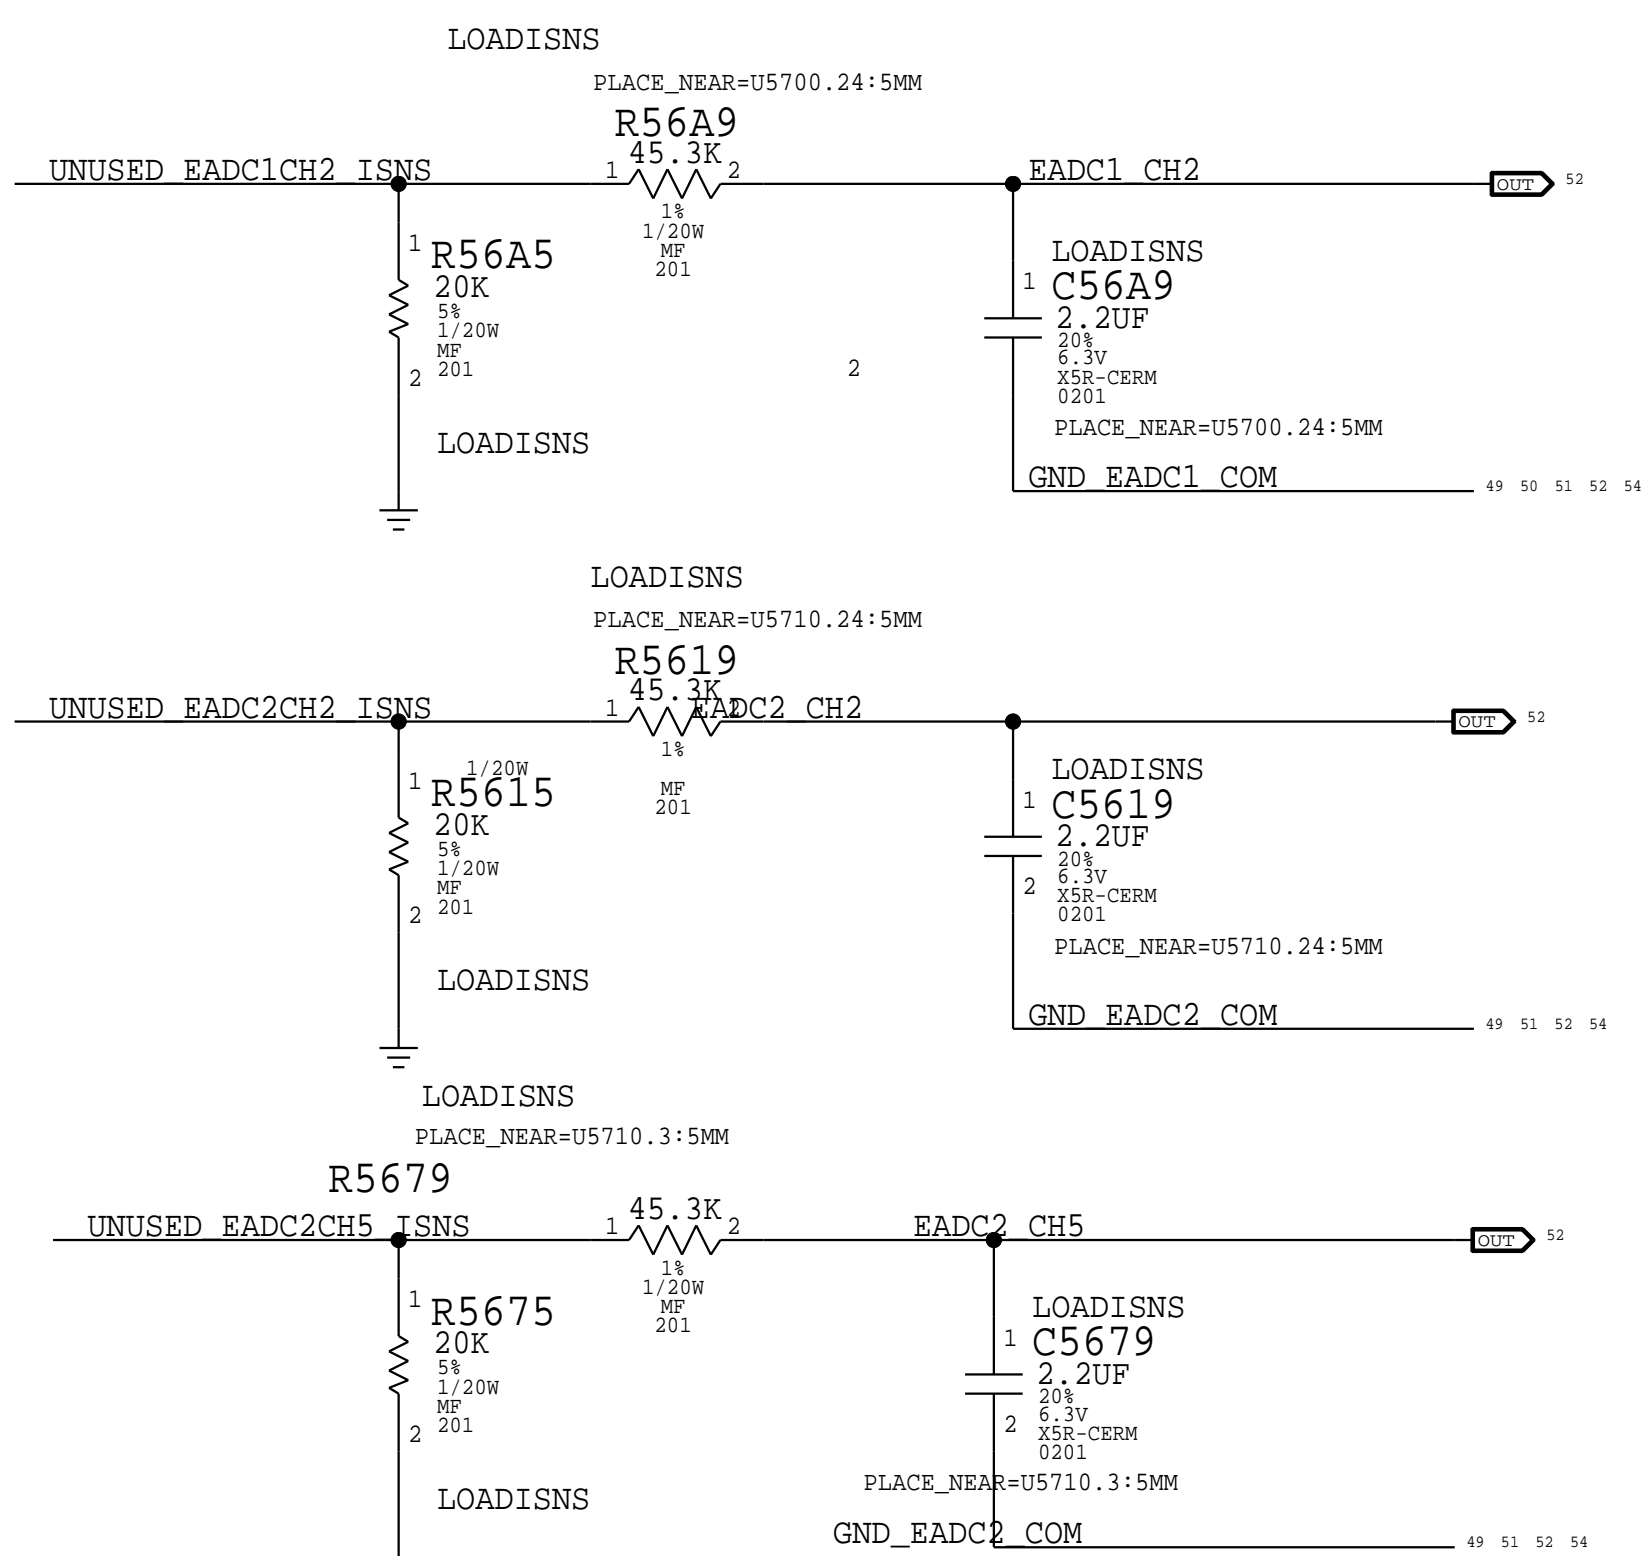 LOADISNS
PLACE_NEAR=U5700.24:5MM
R56A9
45.3K
UNUSED_EADC1CH2_ISNS
1
2
EADC1_CH2
OUT
52
1%
1/20W
MF
201
1
R56A5
20K
5%
1/20W
MF
201
2
LOADISNS
2
LOADISNS
1
C56A9
2.2UF
20%
6.3V
X5R-CERM
0201
PLACE_NEAR=U5700.24:5MM
GND_EADC1_COM
49 50 51 52 54
LOADISNS
PLACE_NEAR=U5710.24:5MM
R5619
45.3K
UNUSED_EADC2CH2_ISNS
1
2
EADC2_CH2
OUT
52
1%
MF
201
1/20W
1
R5615
20K
5%
1/20W
MF
201
2
LOADISNS
LOADISNS
1
C5619
2.2UF
20%
6.3V
2
X5R-CERM
0201
PLACE_NEAR=U5710.24:5MM
GND_EADC2_COM
49 51 52 54
LOADISNS
PLACE_NEAR=U5710.3:5MM
R5679
45.3K
UNUSED_EADC2CH5_ISNS
1
2
EADC2_CH5
OUT
52
1%
1/20W
MF
201
1
R5675
20K
5%
1/20W
MF
201
2
LOADISNS
LOADISNS
1
C5679
2.2UF
20%
6.3V
2
X5R-CERM
0201
PLACE_NEAR=U5710.3:5MM
GND_EADC2_COM
49 51 52 54